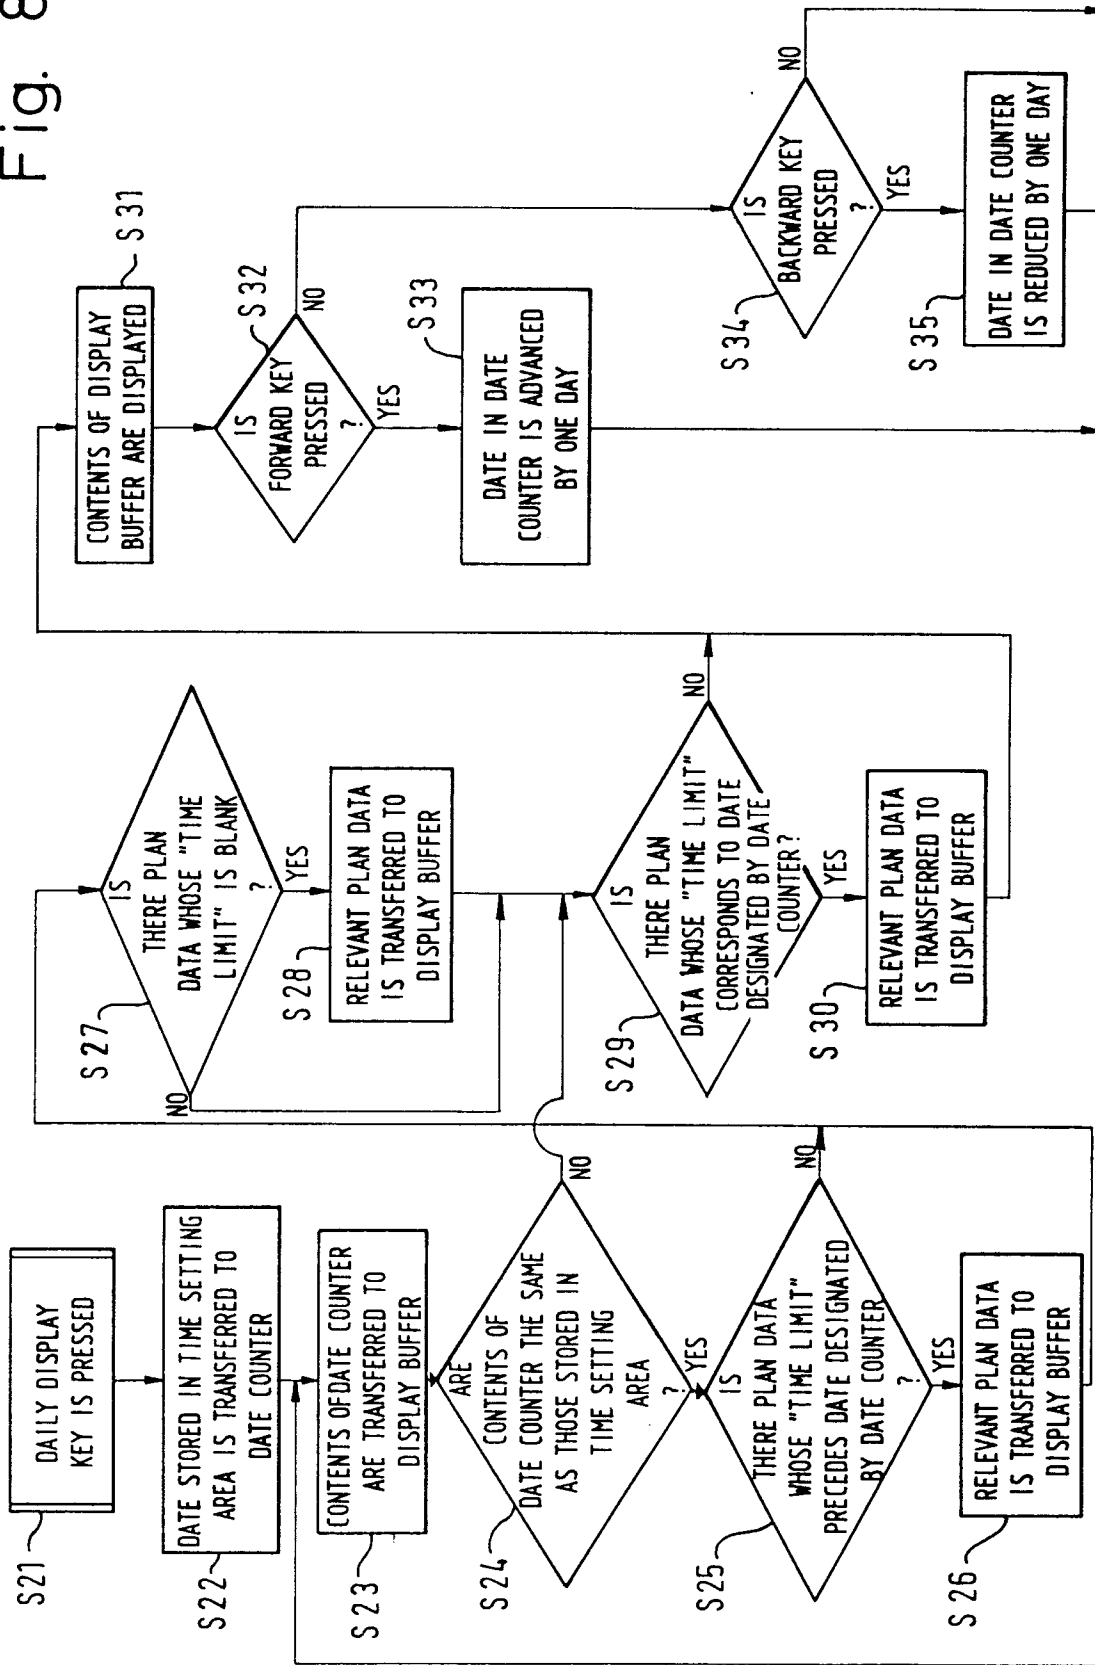 Fig. 8
S21
DAILY DISPLAY
KEY IS PRESSED
S22
DATE STORED IN TIME SETTING
AREA IS TRANSFERRED TO
DATE COUNTER
S23
CONTENTS OF DATE COUNTER
ARE TRANSFERRED TO
DISPLAY BUFFER
S24
ARE
CONTENTS OF
DATE COUNTER THE SAME
AS THOSE STORED IN
TIME SETTING
AREA
?
NO
YES
S25
IS
THERE PLAN DATA
WHOSE "TIME LIMIT"
PRECEDES DATE DESIGNATED
BY DATE COUNTER
?
NO
YES
S26
RELEVANT PLAN DATA
IS TRANSFERRED TO
DISPLAY BUFFER
S27
IS
THERE PLAN
DATA WHOSE "TIME
LIMIT" IS BLANK
?
NO
YES
S28
RELEVANT PLAN DATA
IS TRANSFERRED TO
DISPLAY BUFFER
S29
IS
THERE PLAN
DATA WHOSE "TIME LIMIT"
CORRESPONDS TO DATE
DESIGNATED BY DATE
COUNTER?
NO
YES
S30
RELEVANT PLAN DATA
IS TRANSFERRED TO
DISPLAY BUFFER
S31
CONTENTS OF DISPLAY
BUFFER ARE DISPLAYED
S32
IS
FORWARD KEY
PRESSED
?
NO
YES
S33
DATE IN DATE
COUNTER IS ADVANCED
BY ONE DAY
S34
IS
BACKWARD KEY
PRESSED
?
NO
YES
S35
DATE IN DATE COUNTER
IS REDUCED BY ONE DAY